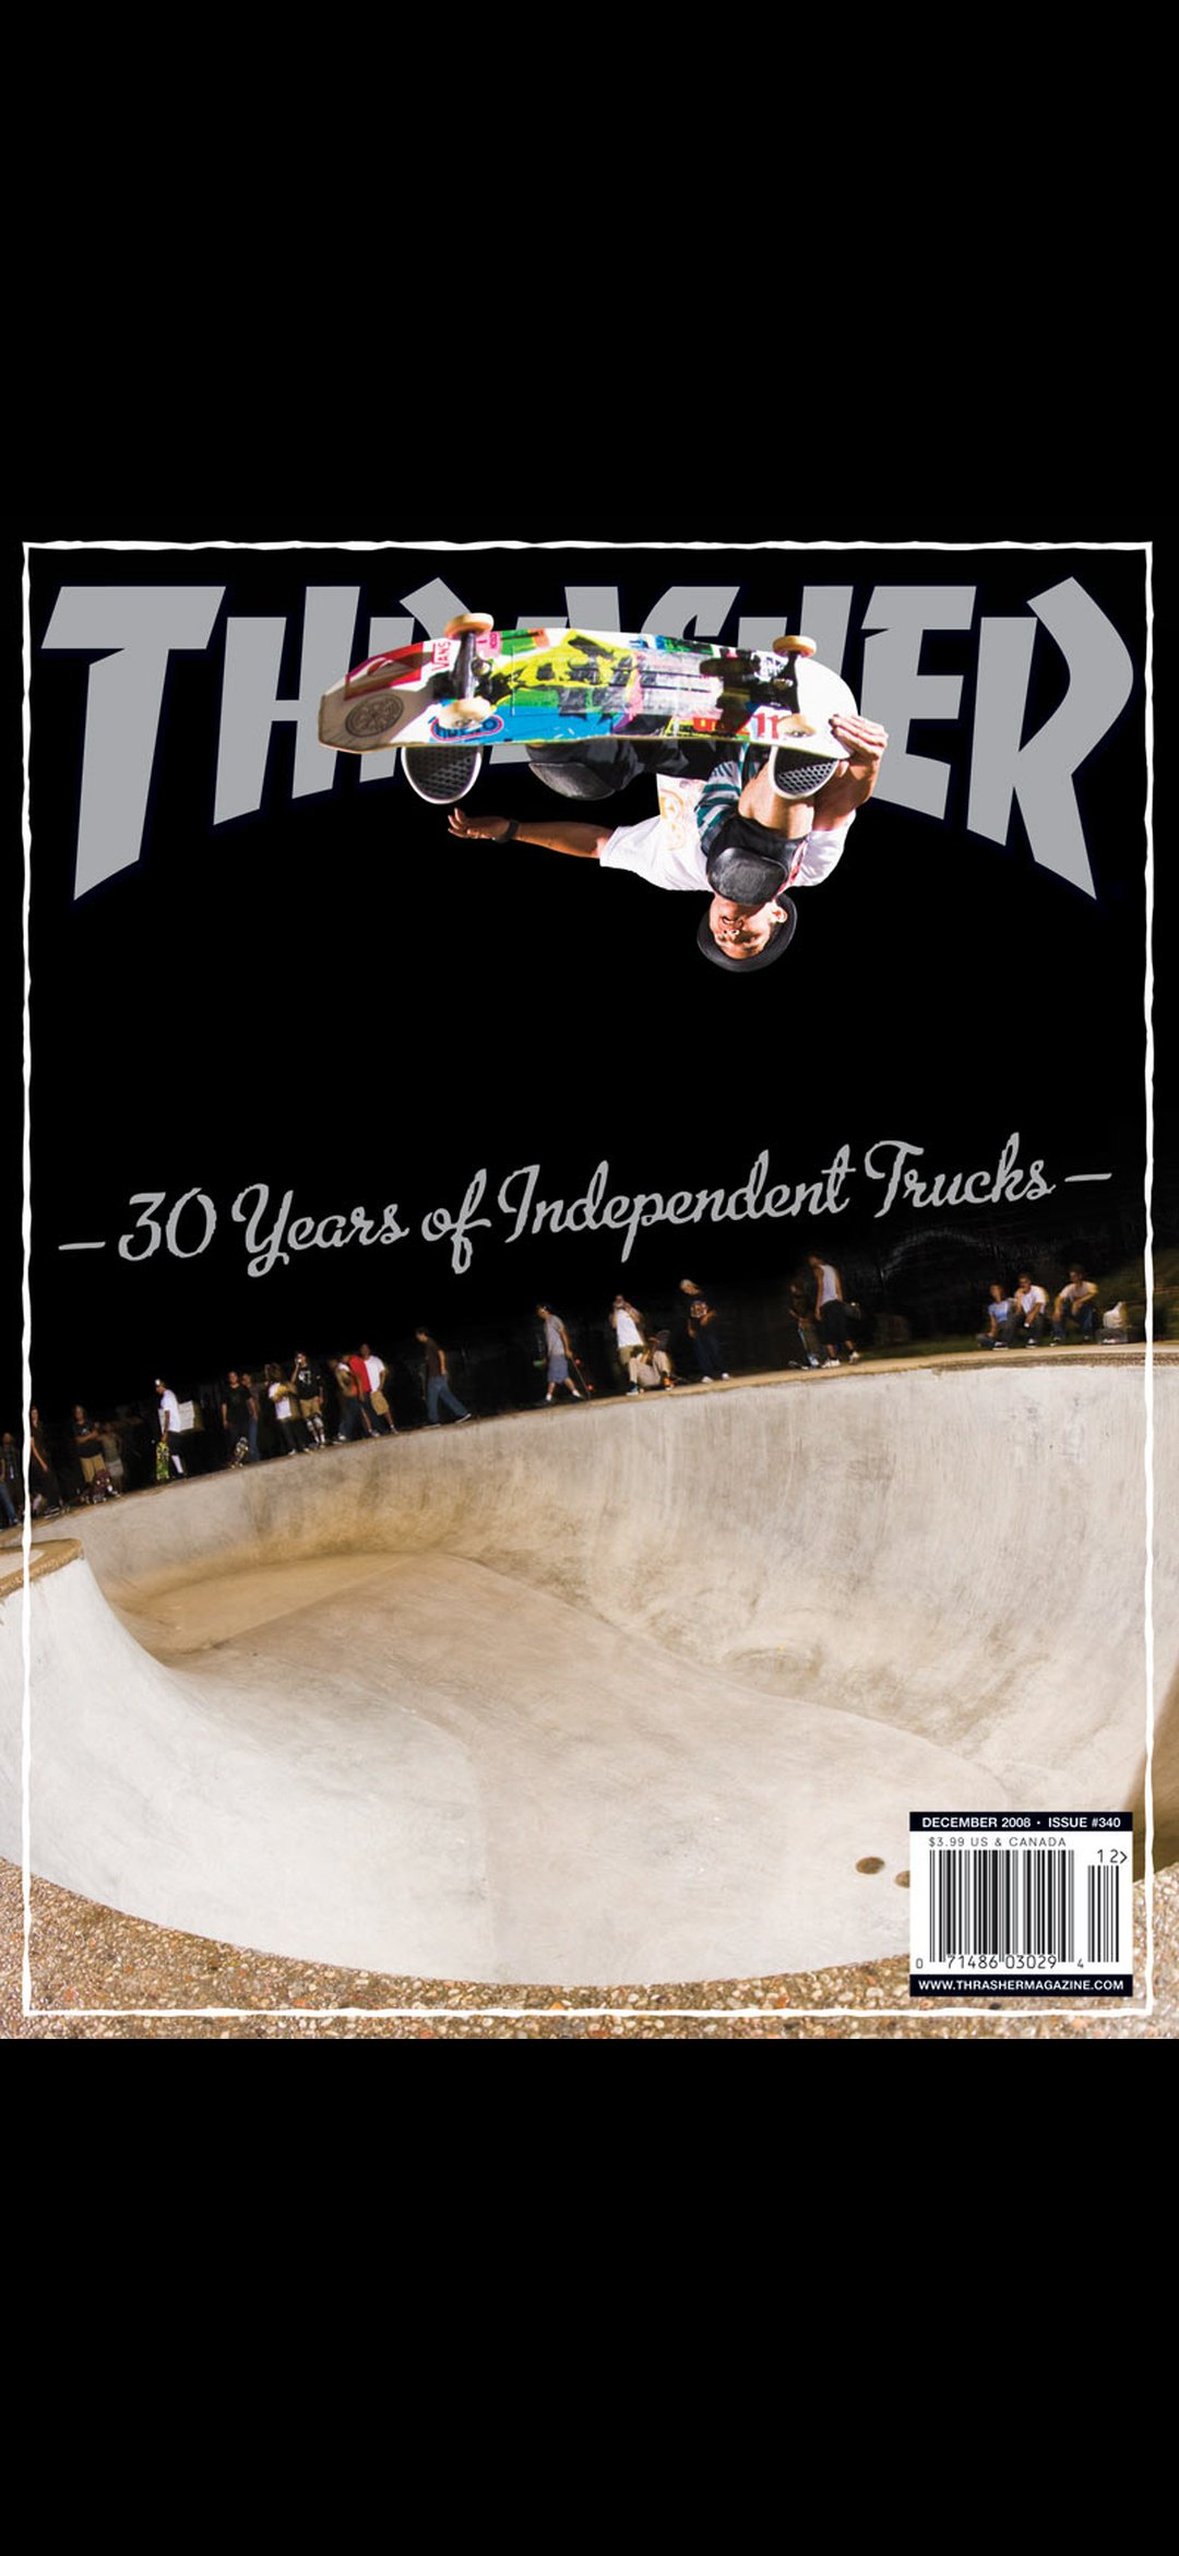 THRASHER
VANS
– 30 Years of Independent Trucks –
DECEMBER 2008 • ISSUE #340
$3.99 US & CANADA
12>
0 71486 03029 4
WWW.THRASHERMAGAZINE.COM